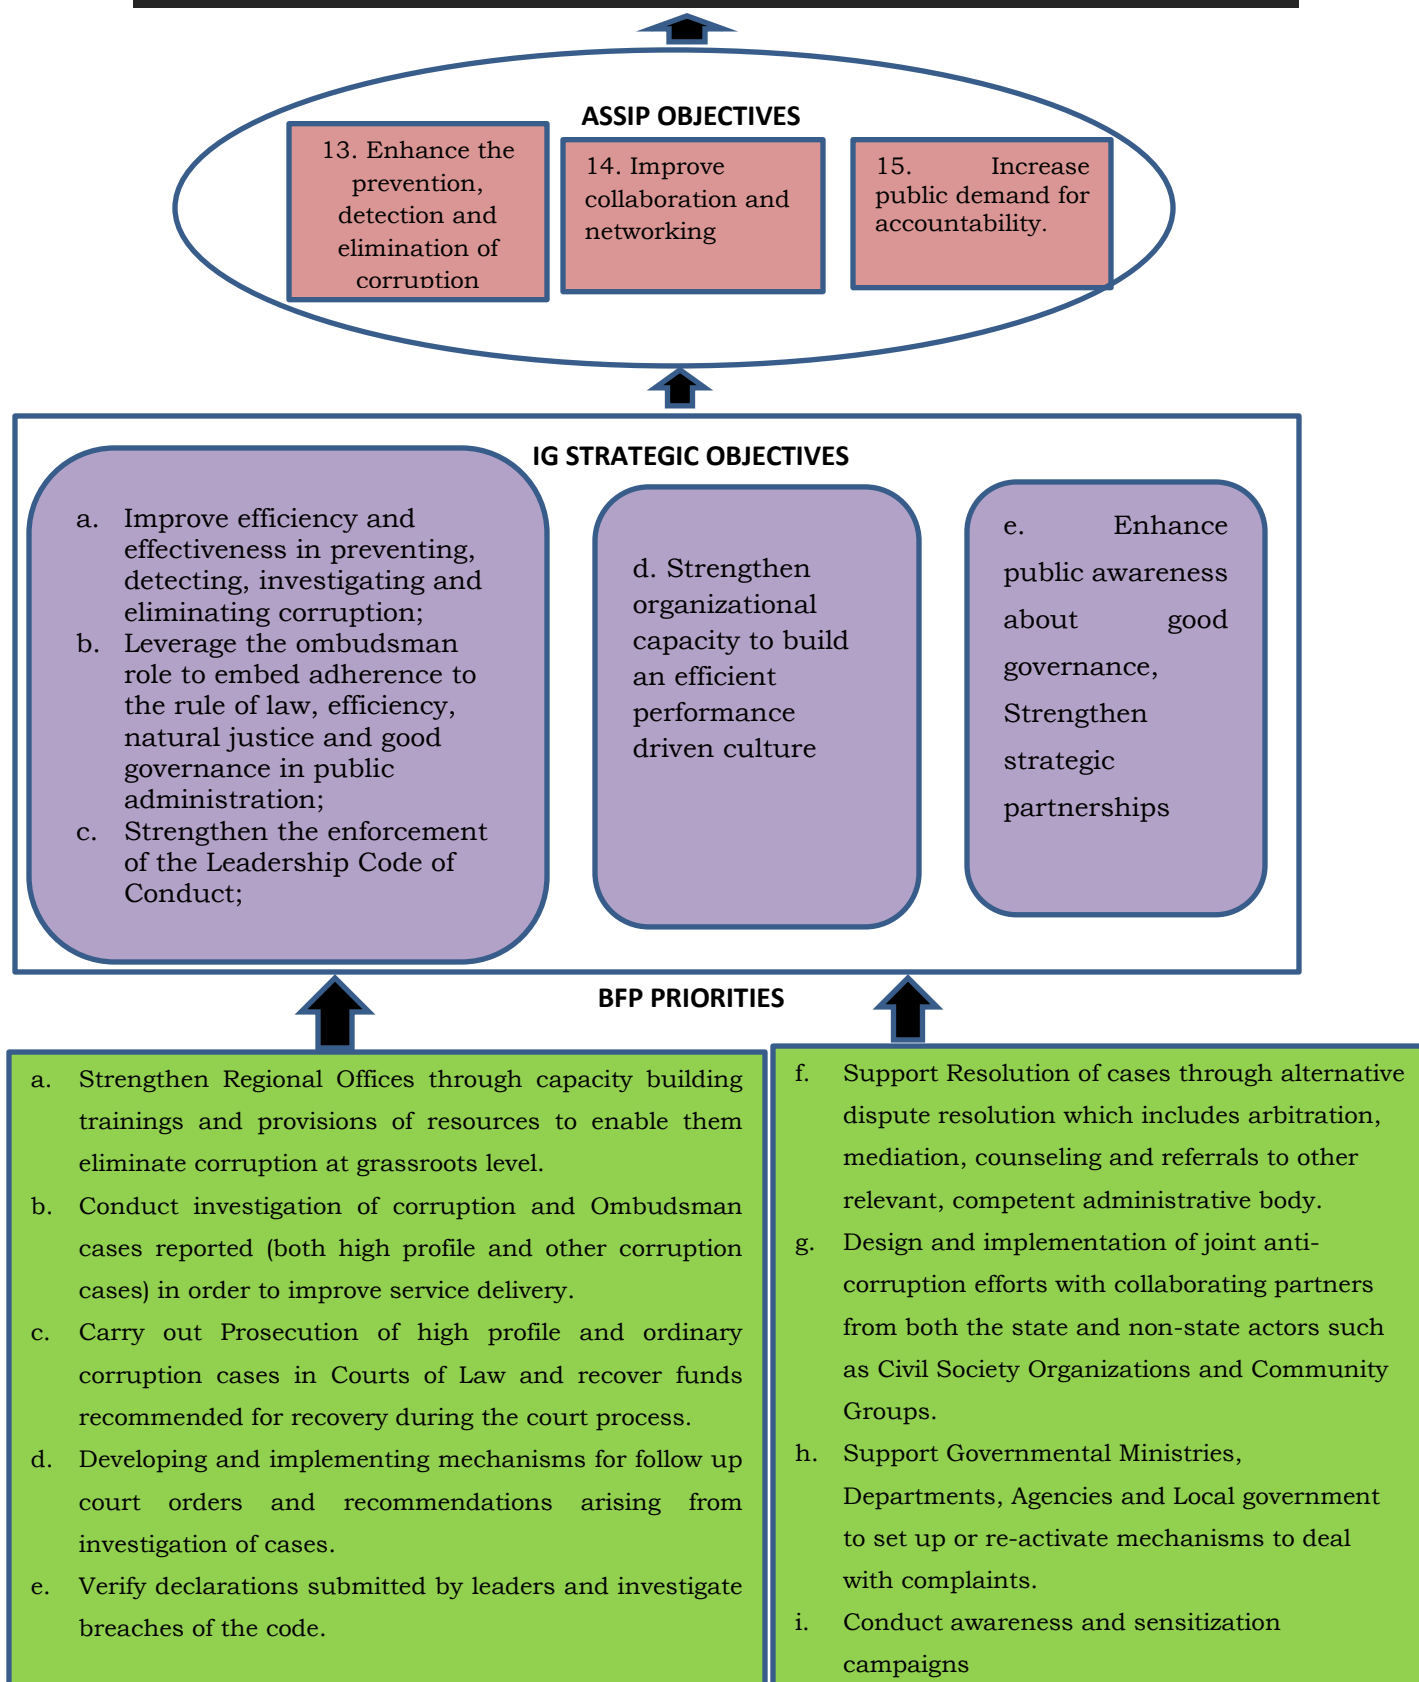 ASSIP OBJECTIVES
13. Enhance the
prevention,
detection and
elimination of
corruption
14. Improve
collaboration and
networking
15. Increase
public demand for
accountability.
IG STRATEGIC OBJECTIVES
a. Improve efficiency and
effectiveness in preventing,
detecting, investigating and
eliminating corruption;
b. Leverage the ombudsman
role to embed adherence to
the rule of law, efficiency,
natural justice and good
governance in public
administration;
c. Strengthen the enforcement
of the Leadership Code of
Conduct;
d. Strengthen
organizational
capacity to build
an efficient
performance
driven culture
e. Enhance
public awareness
about good
governance,
Strengthen
strategic
partnerships
BFP PRIORITIES
a. Strengthen Regional Offices through capacity building
trainings and provisions of resources to enable them
eliminate corruption at grassroots level.
b. Conduct investigation of corruption and Ombudsman
cases reported (both high profile and other corruption
cases) in order to improve service delivery.
c. Carry out Prosecution of high profile and ordinary
corruption cases in Courts of Law and recover funds
recommended for recovery during the court process.
d. Developing and implementing mechanisms for follow up
court orders and recommendations arising from
investigation of cases.
e. Verify declarations submitted by leaders and investigate
breaches of the code.
f. Support Resolution of cases through alternative
dispute resolution which includes arbitration,
mediation, counseling and referrals to other
relevant, competent administrative body.
g. Design and implementation of joint anti-
corruption efforts with collaborating partners
from both the state and non-state actors such
as Civil Society Organizations and Community
Groups.
h. Support Governmental Ministries,
Departments, Agencies and Local government
to set up or re-activate mechanisms to deal
with complaints.
i. Conduct awareness and sensitization
campaigns